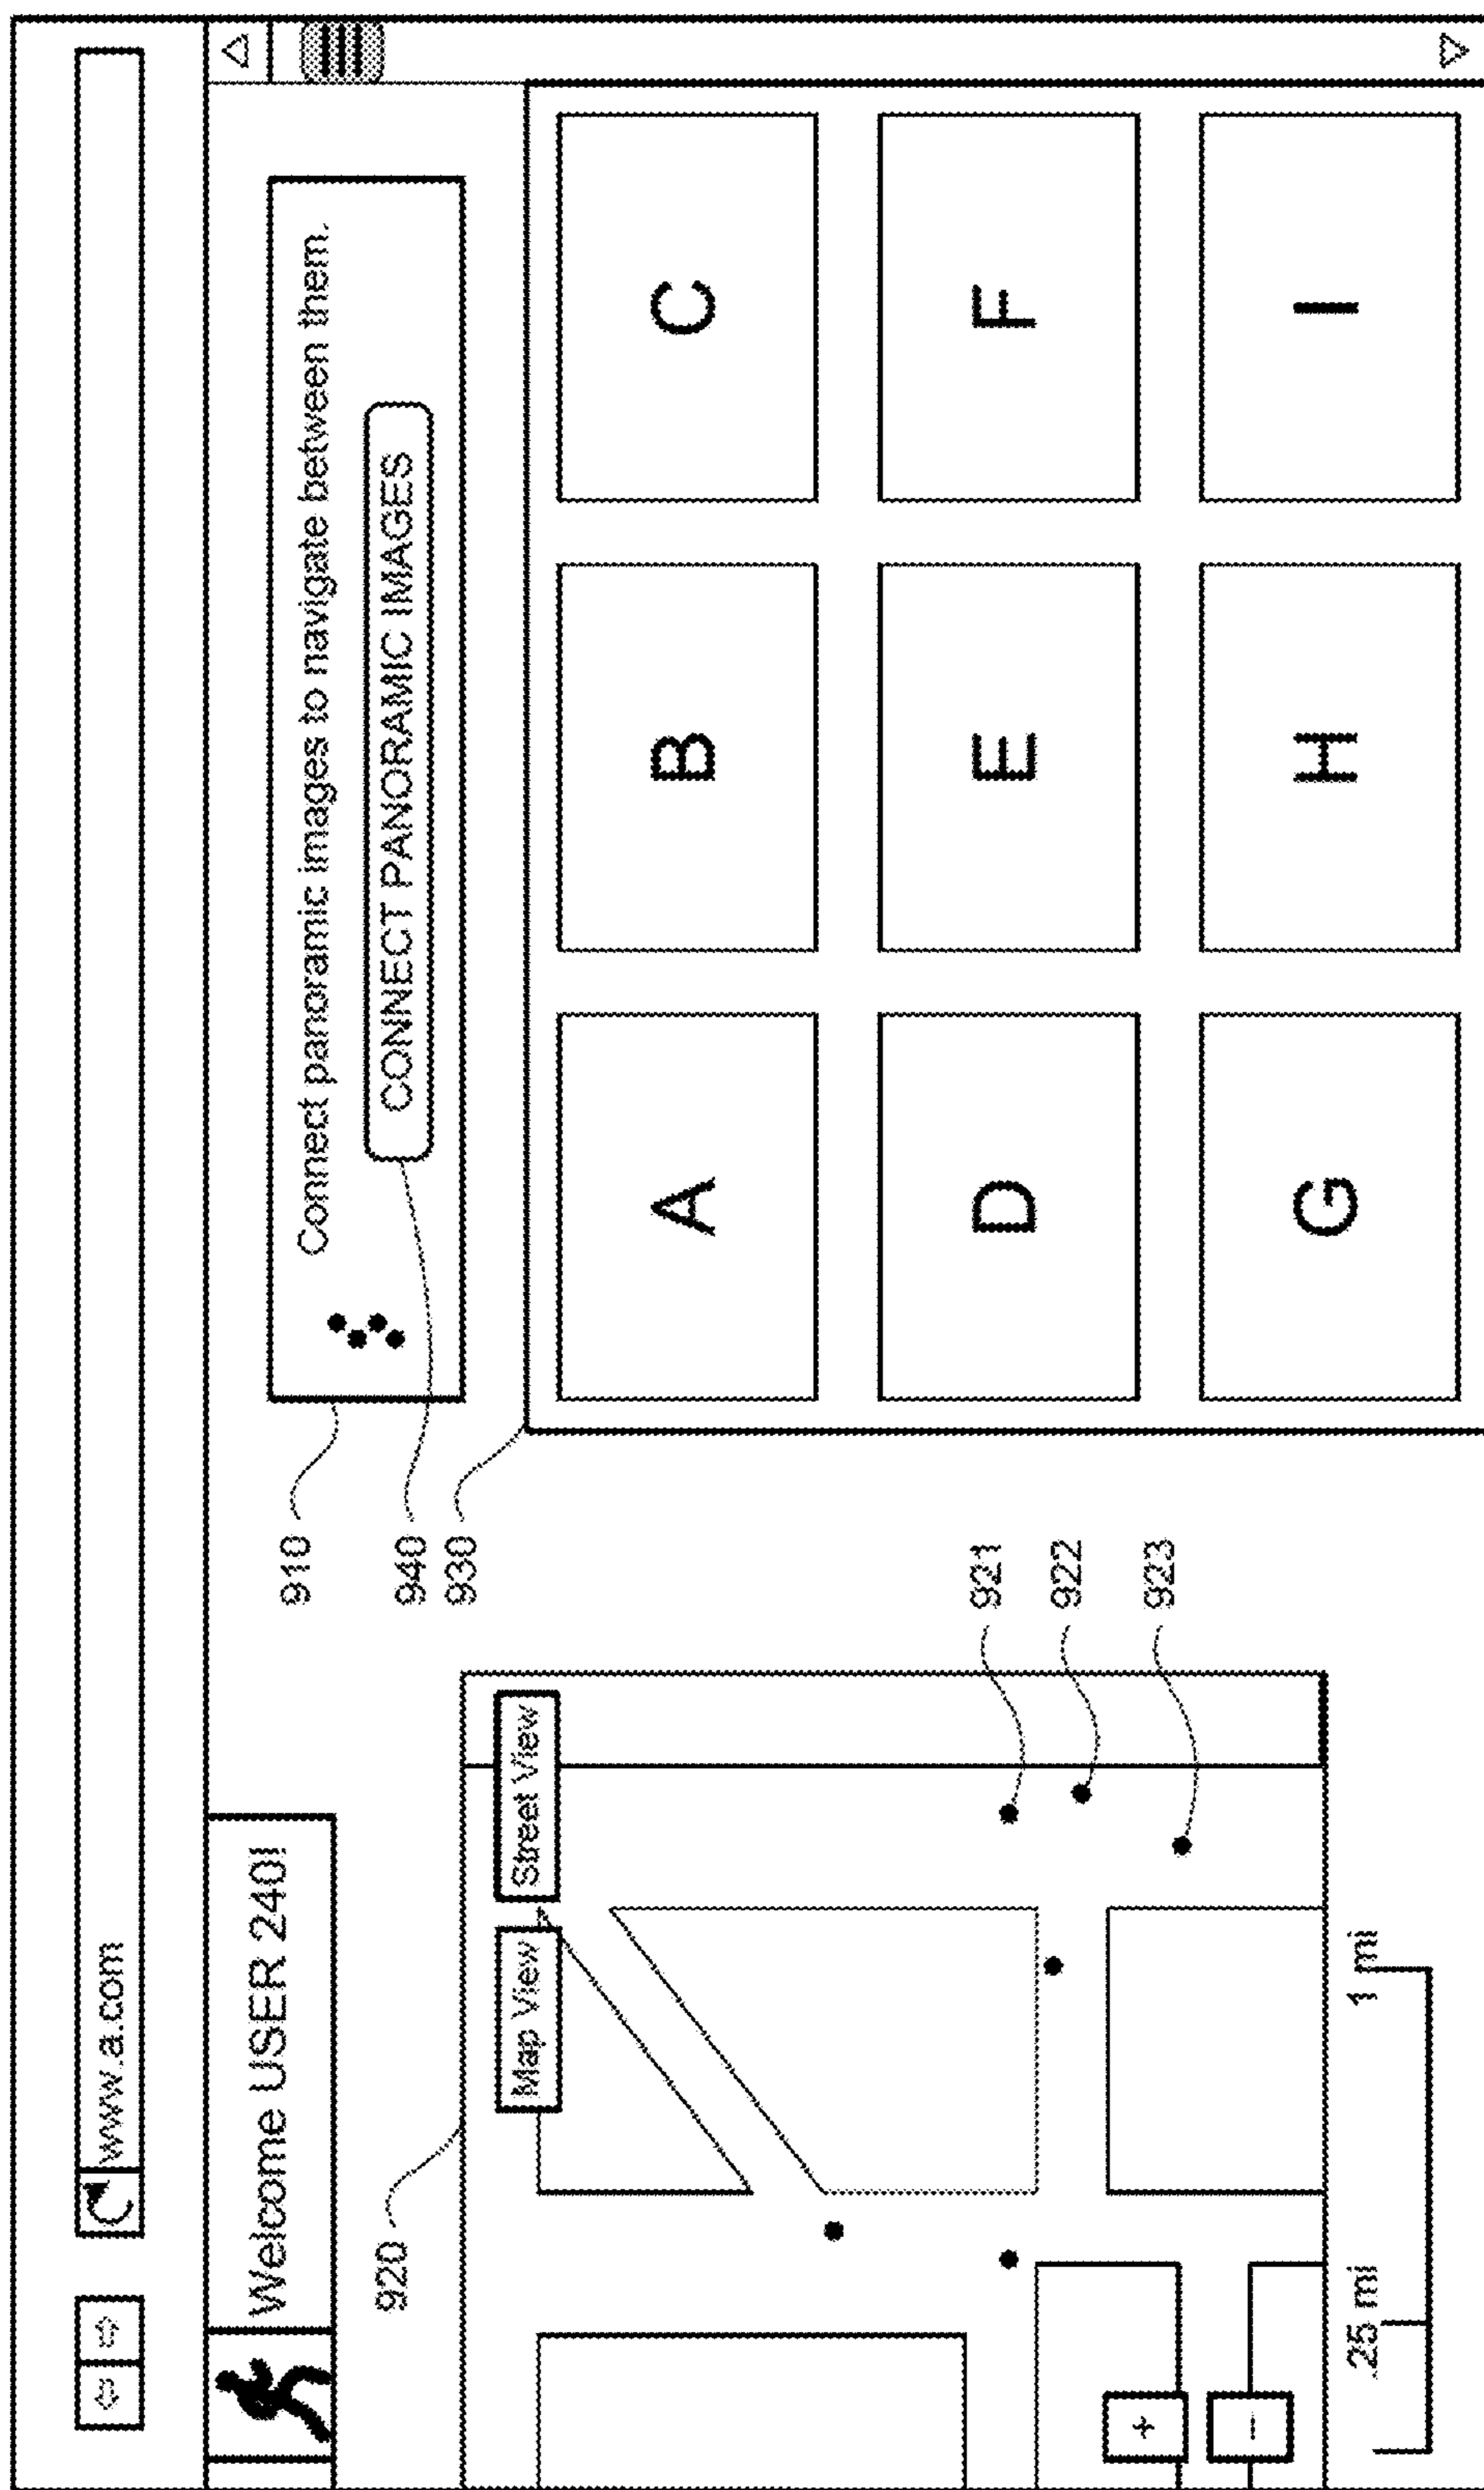 www.a.com
Welcome USER 240!
910
Connect panoramic images to navigate between them.
CONNECT PANORAMIC IMAGES
940
930
920
Map View
Street View
A
B
C
921
D
E
F
922
923
+
-
G
H
I
.25 mi
1 mi